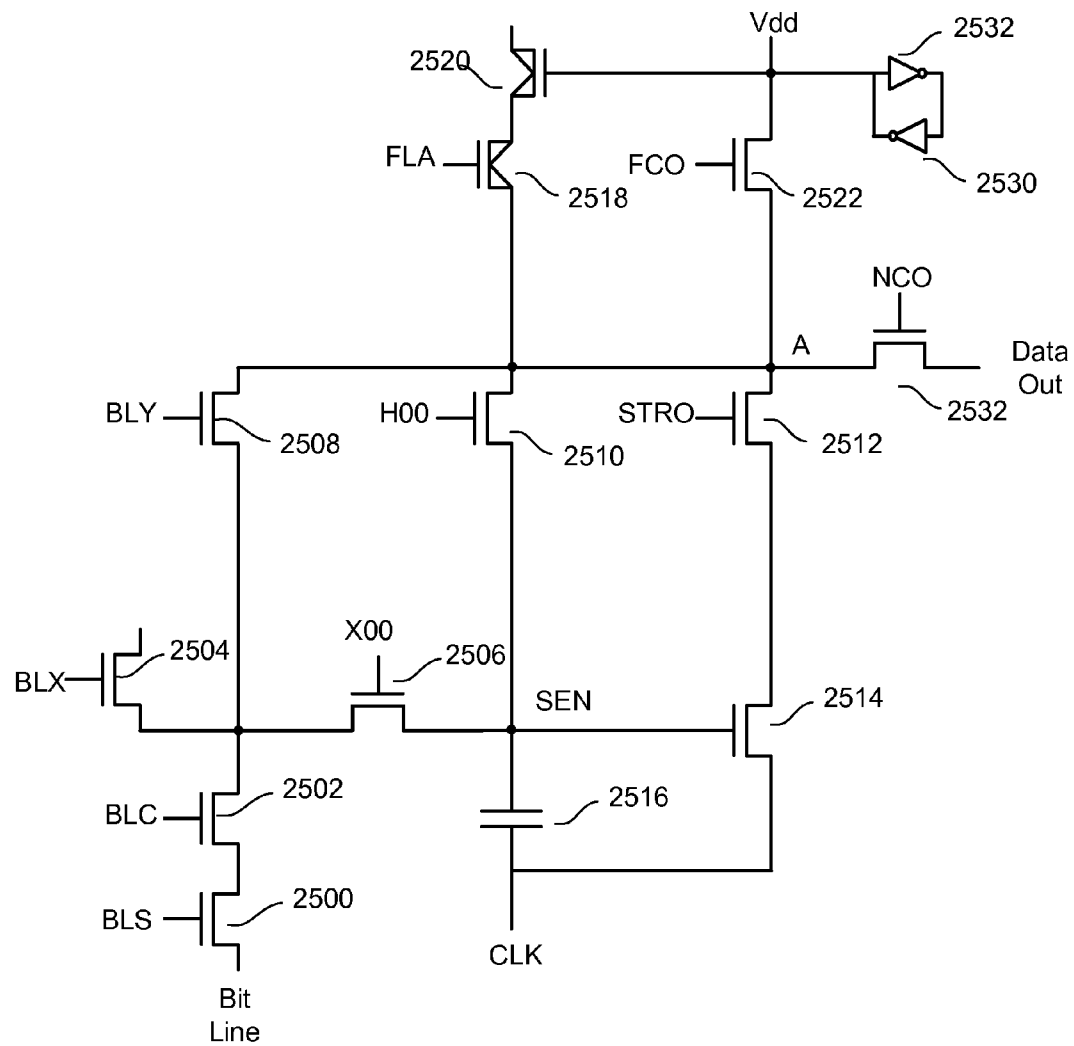 Vdd
2532
2520
FLA
2518
FCO
2522
2530
NCO
A
Data
Out
2532
BLY
2508
H00
2510
STRO
2512
X00
2506
2504
BLX
SEN
2514
2502
BLC
2516
2500
BLS
CLK
Bit
Line